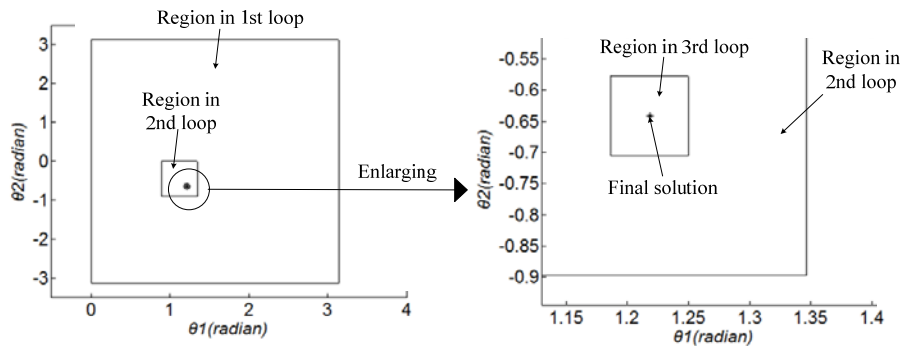 Region in 1st loop
3
2
1
0
-1
-2
-3
θ2(radian)
Region in
2nd loop
0
1
2
3
4
θ1(radian)
Enlarging
-0.55
-0.6
-0.65
-0.7
-0.75
-0.8
-0.85
-0.9
θ2(radian)
Region in 3rd loop
Region in
2nd loop
Final solution
1.15
1.2
1.25
1.3
1.35
1.4
θ1(radian)